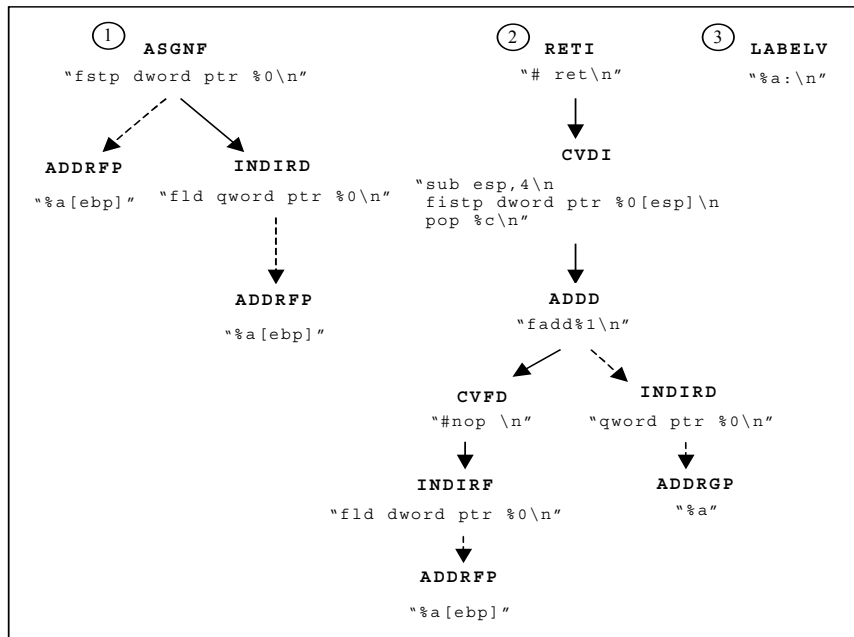 1 ASGNF
“fstp dword ptr %0\n”
ADDRFP
“%a[ebp]”
INDIRD
“fld qword ptr %0\n”
ADDRFP
“%a[ebp]”
2 RETI
“# ret\n”
CVDI
“sub esp,4\n
fistp dword ptr %0[esp]\n
pop %c\n”
ADDD
“fadd%1\n”
CVFD
“#nop \n”
INDIRD
“qword ptr %0\n”
INDIRF
“fld dword ptr %0\n”
ADDRGP
“%a”
ADDRFP
“%a[ebp]”
3 LABELV
“%a:\n”